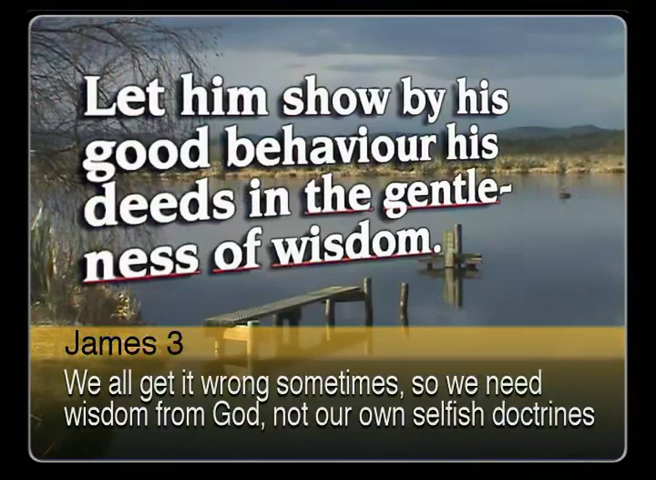 Let him show by his
good behaviour his
deeds in the gentle-
ness of wisdom.
James 3
We all get it wrong sometimes, so we need
wisdom from God, not our own selfish doctrines